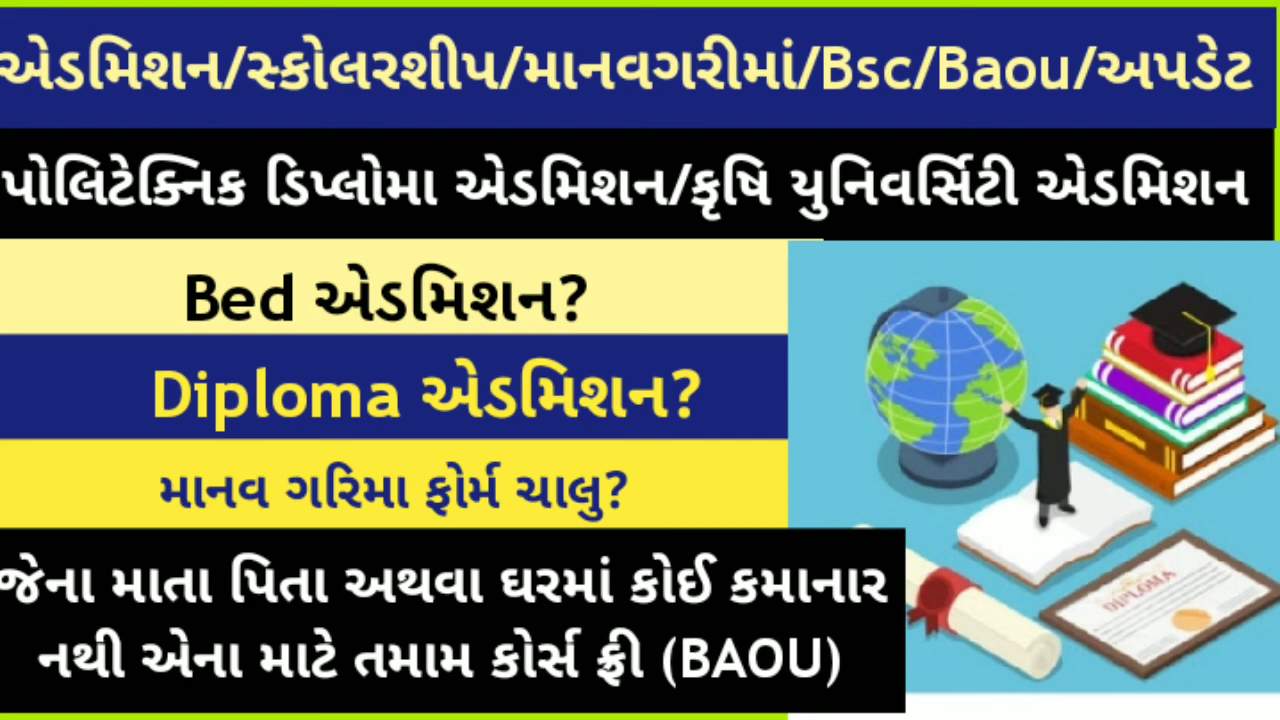 એડમિશન/સ્કોલરશીપ/માનવગરીમાં/Bsc/Baou/અપડેટ
પોલિટેક્નિક ડિપ્લોમા એડમિશન/કૃષિ યુનિવર્સિટી એડમિશન
Bed એડમિશન?
Diploma એડમિશન?
માનવ ગરિમા ફોર્મ ચાલુ?
જેના માતા પિતા અથવા ઘરમાં કોઈ કમાનાર
નથી એના માટે તમામ કોર્સ ફ્રી (BAOU)
DIPLOMA